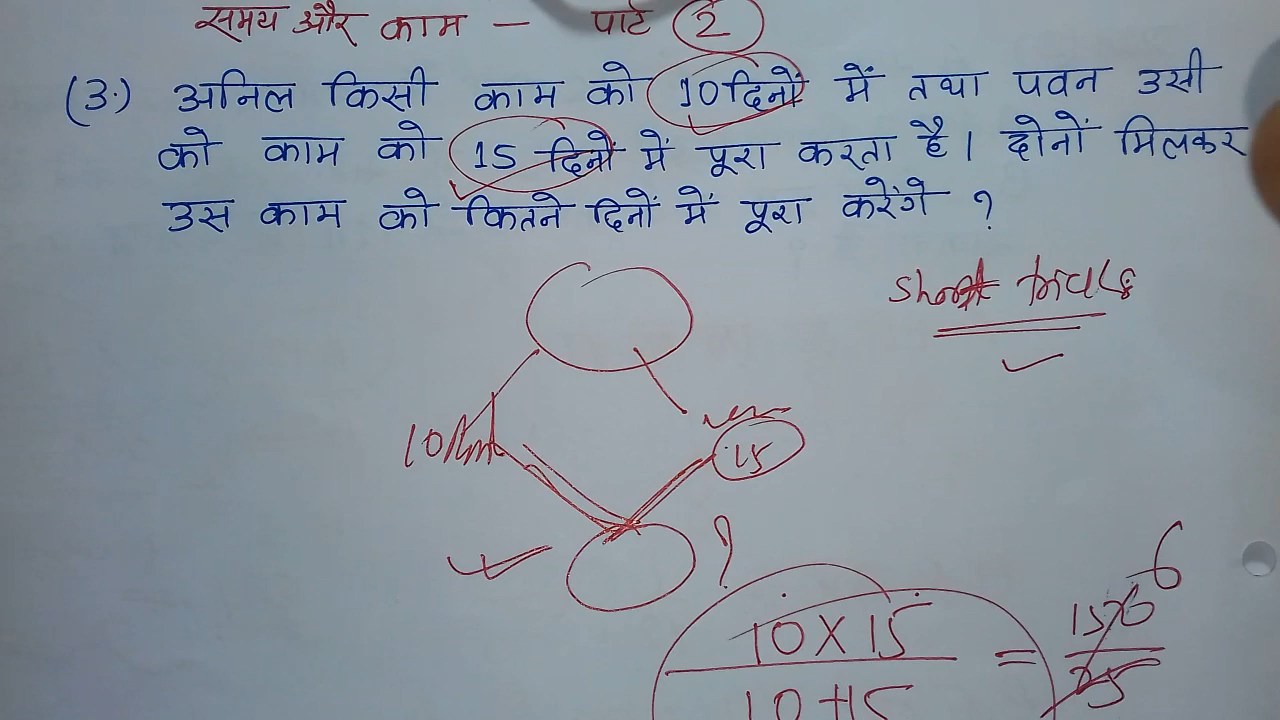 समय और काम - पार्ट 2
(3.) अनिल किसी काम को 10 दिनों में तथा पवन उसी
को काम को 15 दिनों में पूरा करता है। दोनों मिलकर
उस काम को कितने दिनों में पूरा करेंगे ?
Short
10
15
?
6
10 X 15
10 + 15
=
150
25